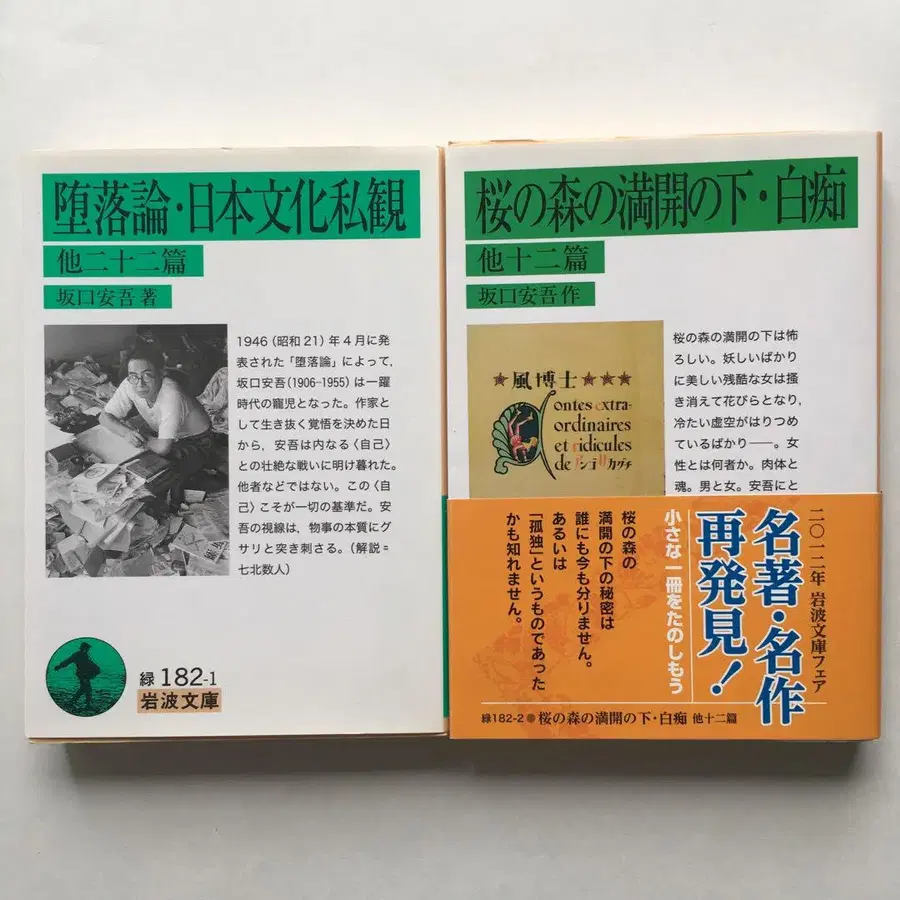 堕落論・日本文化私観
他二十二篇
坂口安吾著
1946(昭和21)年4月に発
表された「堕落論」によって,
坂口安吾(1906-1955)は一躍
時代の寵児となった。作家と
して生き抜く覚悟を決めた日
から, 安吾は内なる〈自己〉
との壮絶な戦いに明け暮れた。
他者などではない。この〈自
己〉こそが一切の基準だ。安
吾の視線は, 物事の本質にグ
サリと突き刺さる。(解説=
七北数人)
緑182-1
岩波文庫
桜の森の満開の下・白痴
他十二篇
坂口安吾作
★風博士★★★
Contes extra-
ordinaires
et ridicules
de アンゴ サカグチ
桜の森の満開の下は怖
ろしい。妖しいばかり
に美しい残酷な女は掻
き消えて花びらとなり,
冷たい虚空がはりつめ
ているばかり――。女
性とは何者か。肉体と
魂。男と女。安吾にと
二〇一二年 岩波文庫フェア
名著・名作
再発見!
小さな一冊をたのしもう
桜の森の
満開の下の秘密は
誰にも今も分りません。
あるいは
「孤独」というものであった
かも知れません。
緑182-2●桜の森の満開の下・白痴 他十二篇